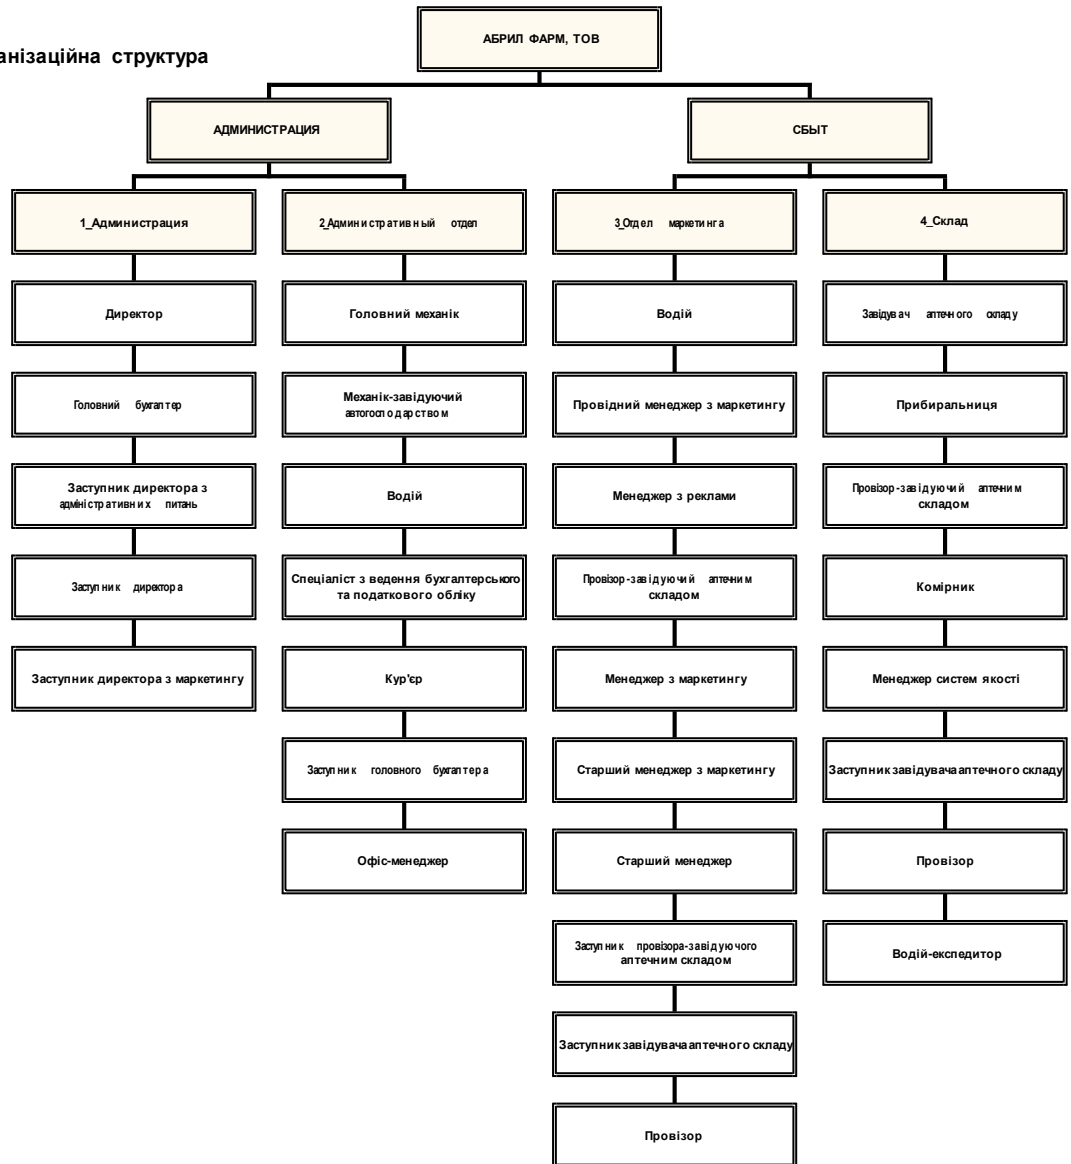 анізаційна структура
АБРИЛ ФАРМ, ТОВ
АДМИНИСТРАЦИЯ
СБЫТ
1_Администрация
2_Административный отдел
3_Отдел маркетинга
4_Склад
Директор
Головний механік
Водій
Завідувач аптечного складу
Головний бухгалтер
Механік-завідуючий
автогосподарством
Провідний менеджер з маркетингу
Прибиральниця
Заступник директора з
адміністративних питань
Водій
Менеджер з реклами
Провізор-завідуючий аптечним
складом
Заступник директора
Спеціаліст з ведення бухгалтерського
та податкового обліку
Провізор-завідуючий аптечним
складом
Комірник
Заступник директора з маркетингу
Кур'єр
Менеджер з маркетингу
Менеджер систем якості
Заступник головного бухгалтера
Старший менеджер з маркетингу
Заступник завідувача аптечного складу
Офіс-менеджер
Старший менеджер
Провізор
Заступник провізора-завідуючого
аптечним складом
Водій-експедитор
Заступник завідувача аптечного складу
Провізор